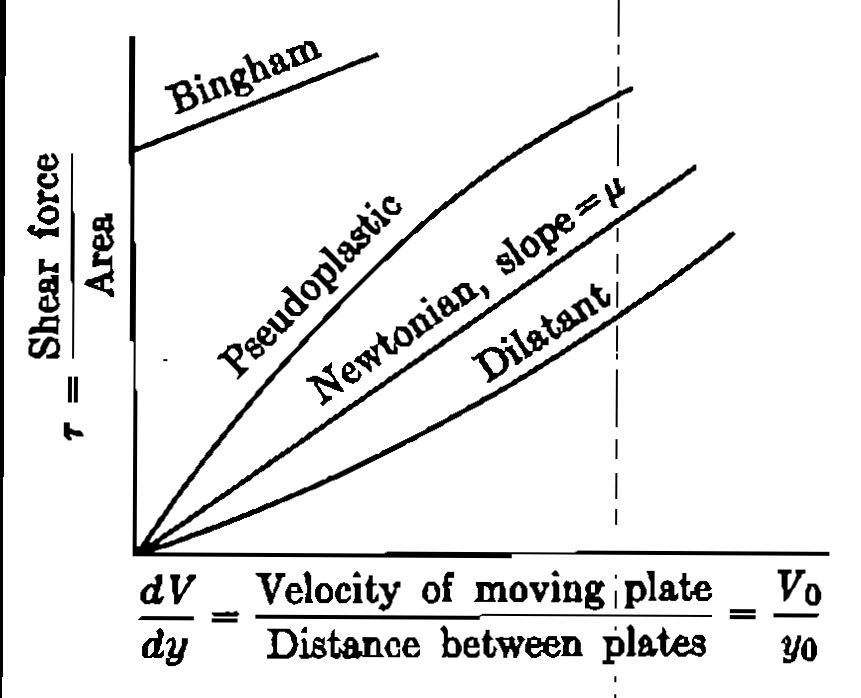 Bingham
Pseudoplastic
Newtonian, slope = μ
Dilatant
τ = Shear force / Area
dV/dy = Velocity of moving plate / Distance between plates = V₀/y₀